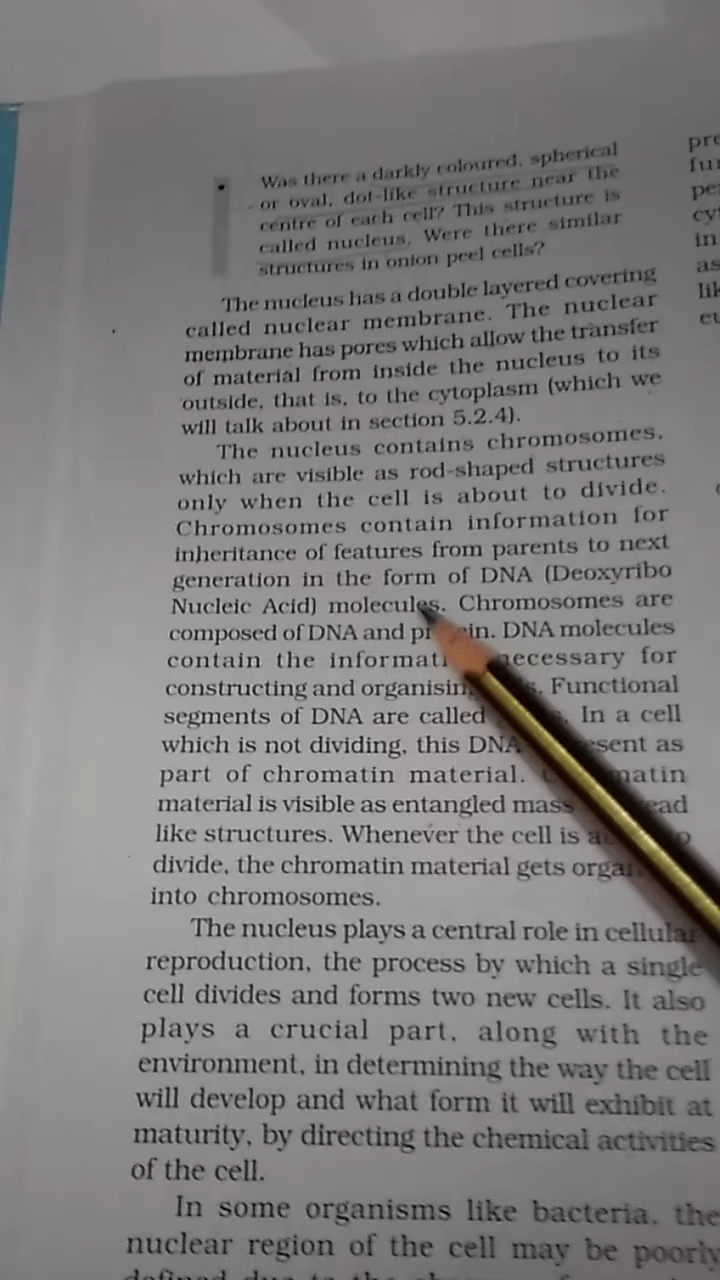 Was there a darkly coloured, spherical
or oval, dot-like structure near the
centre of each cell? This structure is
called nucleus. Were there similar
structures in onion peel cells?
The nucleus has a double layered covering
called nuclear membrane. The nuclear
membrane has pores which allow the transfer
of material from inside the nucleus to its
outside, that is, to the cytoplasm (which we
will talk about in section 5.2.4).
The nucleus contains chromosomes,
which are visible as rod-shaped structures
only when the cell is about to divide.
Chromosomes contain information for
inheritance of features from parents to next
generation in the form of DNA (Deoxyribo
Nucleic Acid) molecules. Chromosomes are
composed of DNA and DNA molecules
contain the necessary for
constructing and Functional
segments of DNA are called In a cell
which is not dividing, this DNA as
part of chromatin material.
material is visible as entangled mass
like structures. Whenever the cell is
divide, the chromatin material gets
into chromosomes.
The nucleus plays a central role in cellular
reproduction, the process by which a single
cell divides and forms two new cells. It also
plays a crucial part, along with the
environment, in determining the way the cell
will develop and what form it will exhibit at
maturity, by directing the chemical activities
of the cell.
In some organisms like bacteria, the
nuclear region of the cell may be poorly
in
as